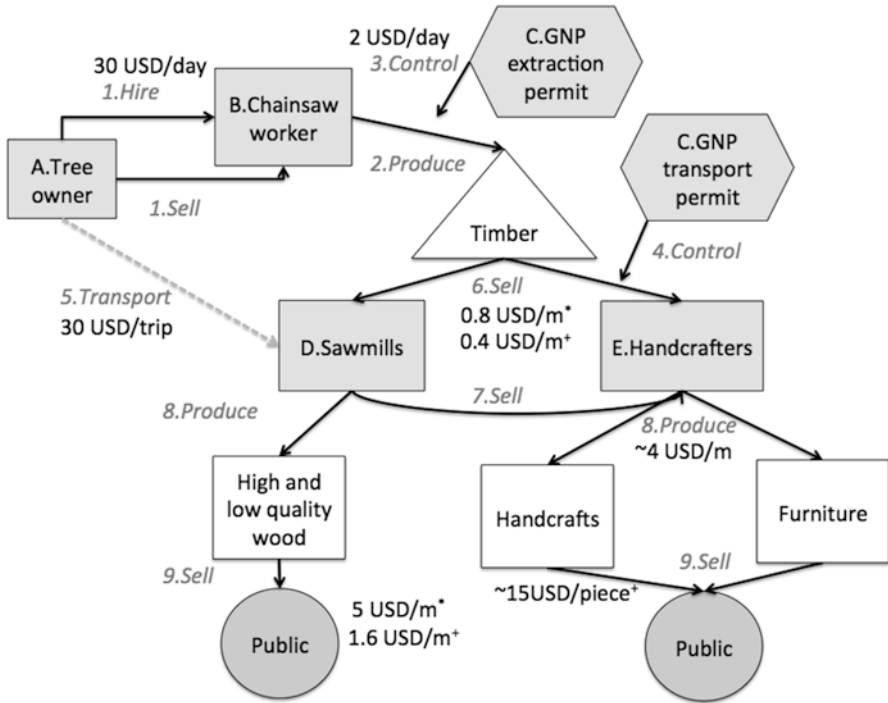 2 USD/day
3.Control
C.GNP
extraction
permit
30 USD/day
1.Hire
B.Chainsaw
worker
A.Tree
owner
1.Sell
2.Produce
C.GNP
transport
permit
Timber
4.Control
5.Transport
30 USD/trip
6.Sell
0.8 USD/m*
0.4 USD/m⁺
D.Sawmills
E.Handcrafters
7.Sell
8.Produce
8.Produce
~4 USD/m
High and
low quality
wood
Handcrafts
Furniture
9.Sell
9.Sell
~15USD/piece⁺
5 USD/m*
1.6 USD/m⁺
Public
Public